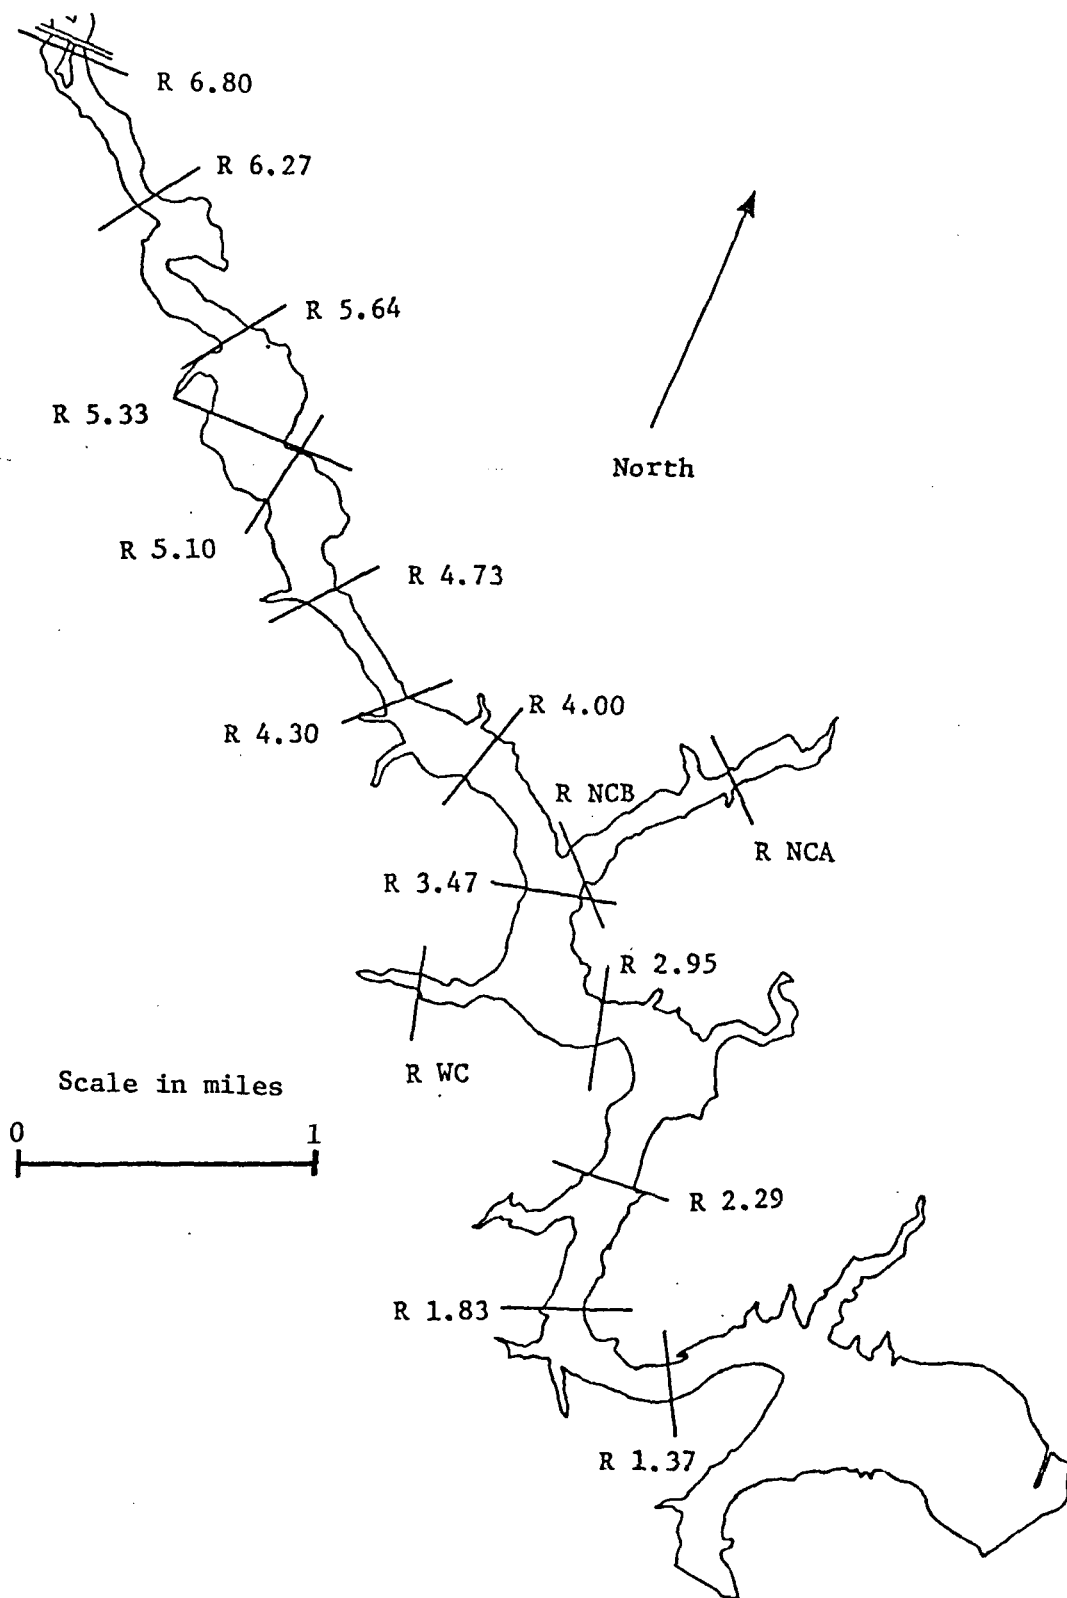 R 6.80
R 6.27
R 5.64
R 5.33
North
R 5.10
R 4.73
R 4.00
R 4.30
R NCB
R NCA
R 3.47
R 2.95
R WC
Scale in miles
0 1
R 2.29
R 1.83
R 1.37